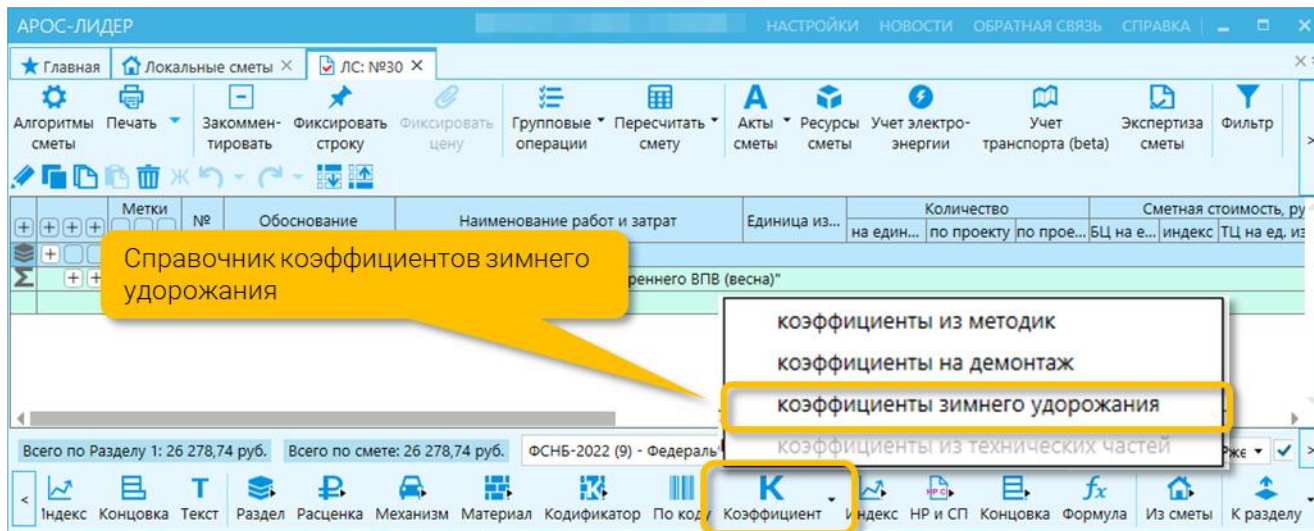 АРОС-ЛИДЕР НАСТРОЙКИ НОВОСТИ ОБРАТНАЯ СВЯЗЬ СПРАВКА
Главная Локальные сметы ЛС: №30
Алгоритмы сметы Печать Закоммен-тировать Фиксировать строку Фиксировать цену Групповые операции Пересчитать смету Акты сметы Ресурсы сметы Учет электро-энергии Учет транспорта (beta) Экспертиза сметы Фильтр
Метки № Обоснование Наименование работ и затрат Единица из... Количество Сметная стоимость, ру
на един... по проекту по прое... БЦ на е... индекс ТЦ на ед. из
Справочник коэффициентов зимнего
удорожания
реннего ВПВ (весна)"
коэффициенты из методик
коэффициенты на демонтаж
коэффициенты зимнего удорожания
коэффициенты из технических частей
Всего по Разделу 1: 26 278,74 руб. Всего по смете: 26 278,74 руб. ФСНБ-2022 (9) - Федераль
Индекс Концовка Текст Раздел Расценка Механизм Материал Кодификатор По коду Коэффициент Индекс НР и СП Концовка Формула Из сметы К разделу